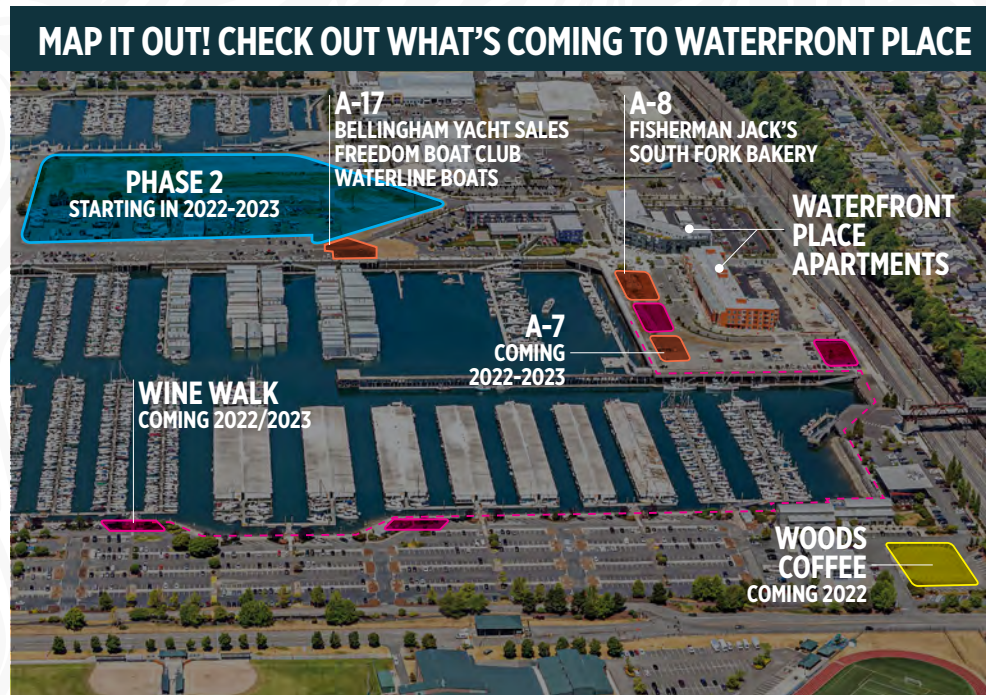 MAP IT OUT! CHECK OUT WHAT'S COMING TO WATERFRONT PLACE
A-17
BELLINGHAM YACHT SALES
FREEDOM BOAT CLUB
WATERLINE BOATS
A-8
FISHERMAN JACK'S
SOUTH FORK BAKERY
PHASE 2
STARTING IN 2022-2023
WATERFRONT
PLACE
APARTMENTS
A-7
COMING
2022-2023
WINE WALK
COMING 2022/2023
WOODS
COFFEE
COMING 2022